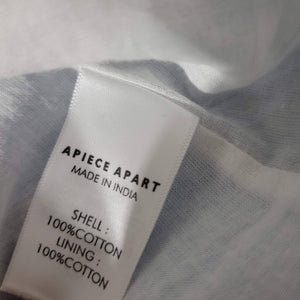 APIECE APART
MADE IN INDIA
SHELL :
100%COTTON
LINING :
100%COTTON